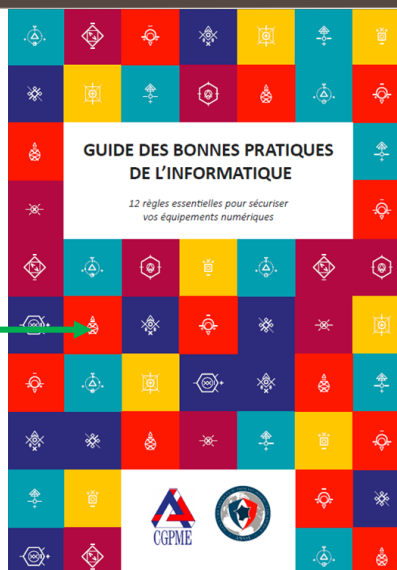 GUIDE DES BONNES PRATIQUES
DE L'INFORMATIQUE
12 règles essentielles pour sécuriser
vos équipements numériques
CGPME